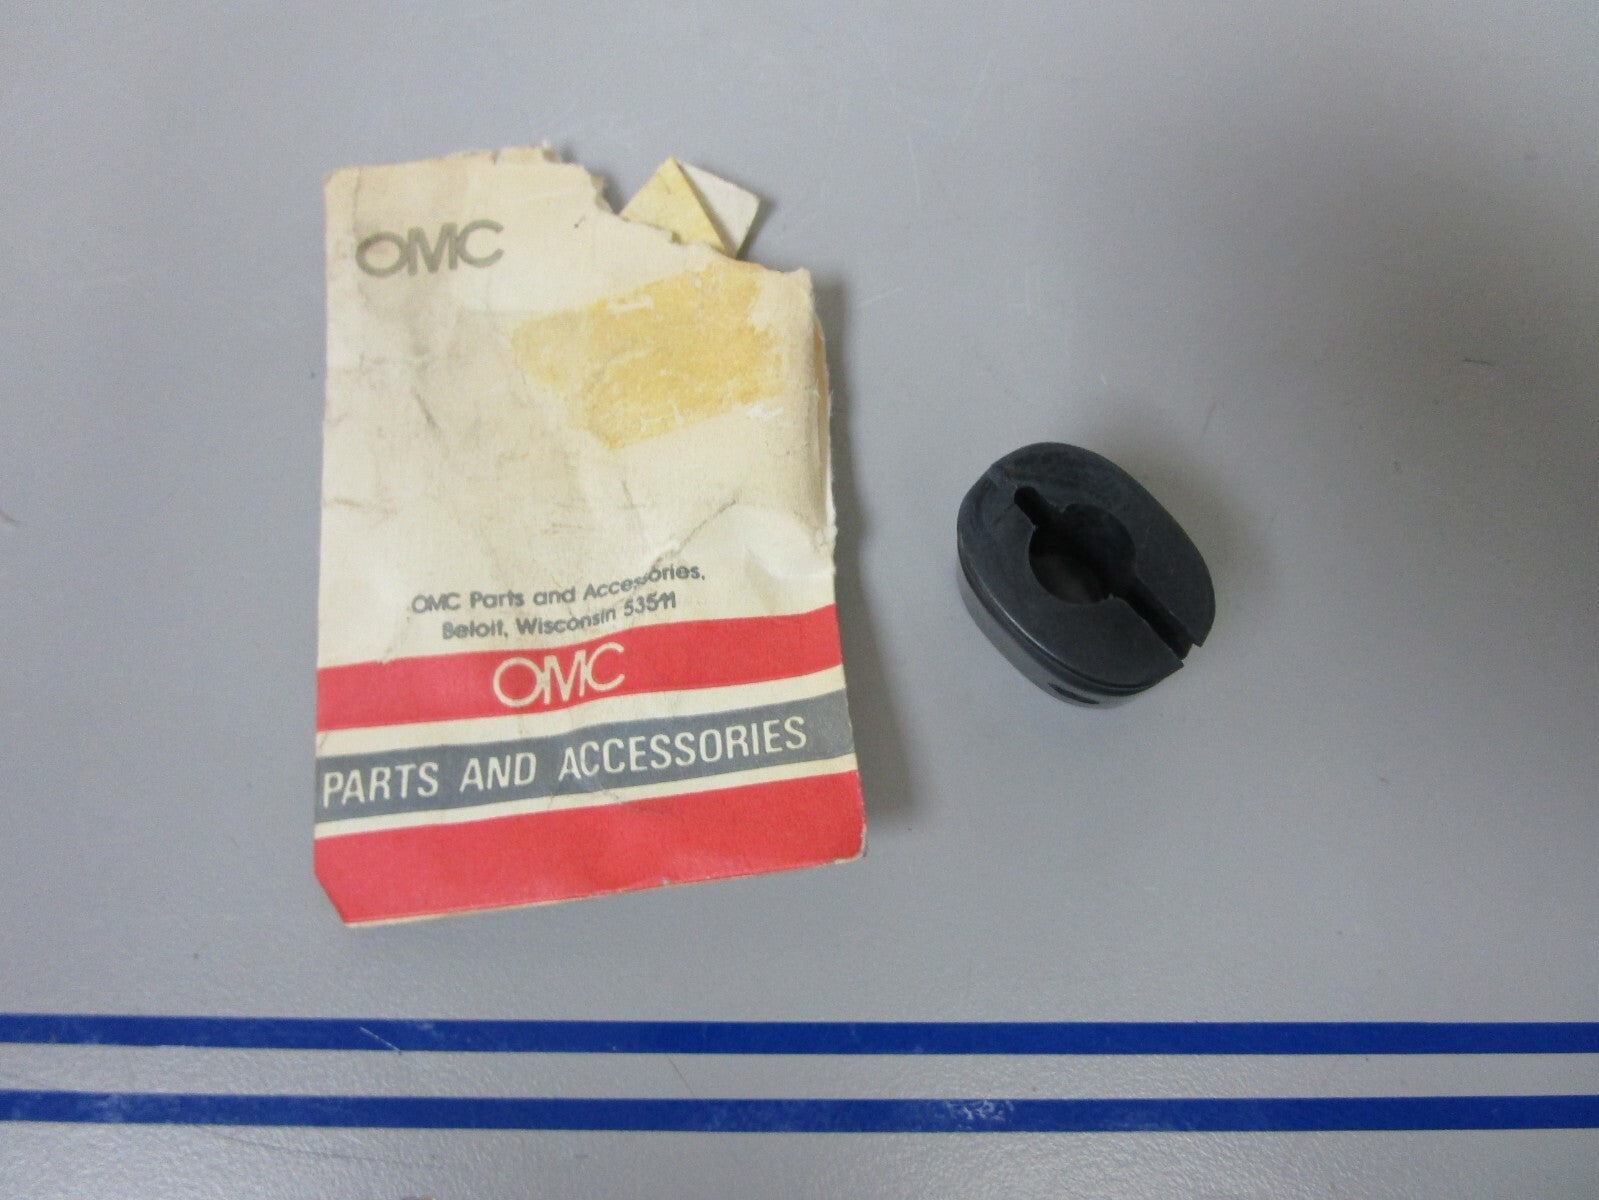 OMC
OMC Parts and Accessories,
Beloit, Wisconsin 53511
OMC
PARTS AND ACCESSORIES